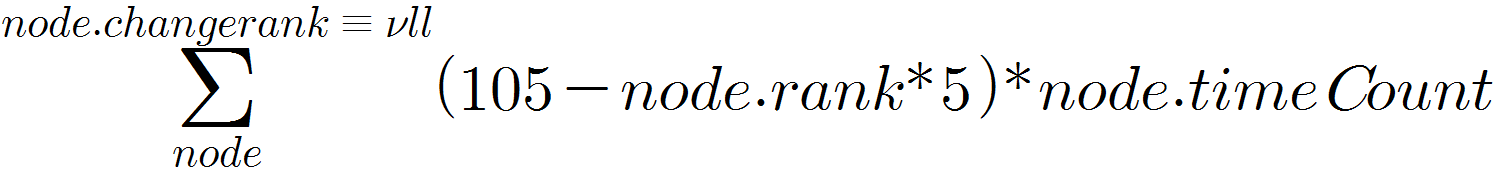 node.changerank ≡ νll
∑ (105 − node.rank*5)*node.timeCount
node